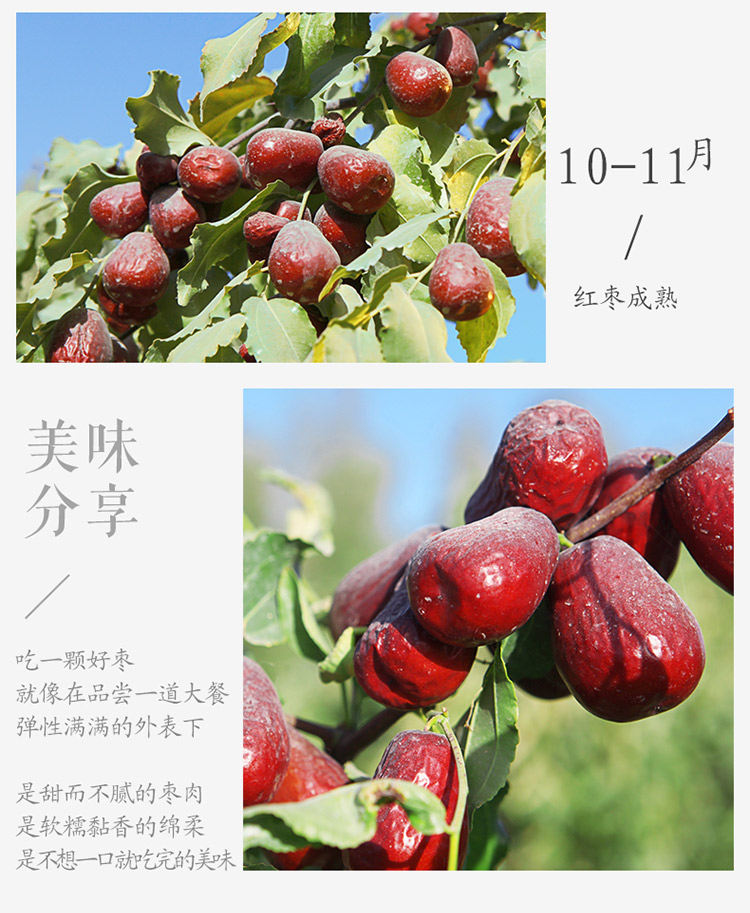 10-11月
红枣成熟
美味
分享
吃一颗好枣
就像在品尝一道大餐
弹性满满的外表下
是甜而不腻的枣肉
是软糯黏香的绵柔
是不想一口就吃完的美味